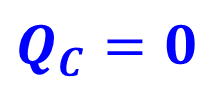 Q_C = 0